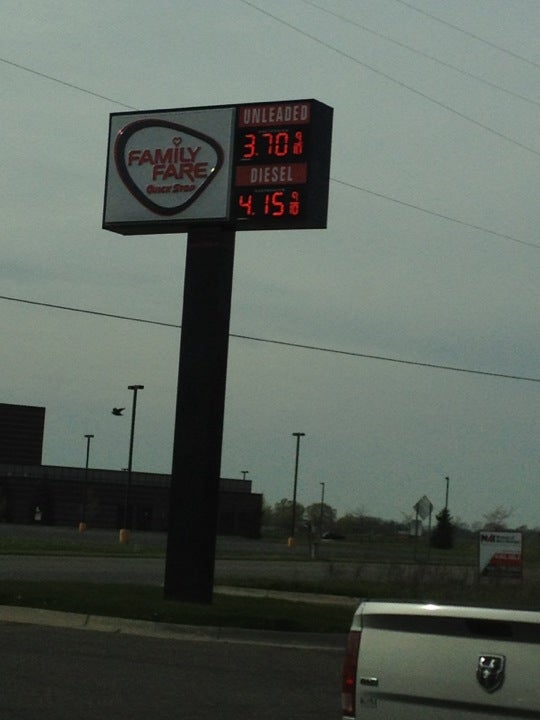 FAMILY
FARE
QUICK STOP
UNLEADED
3.70 9/10
DIESEL
4.15 9/10